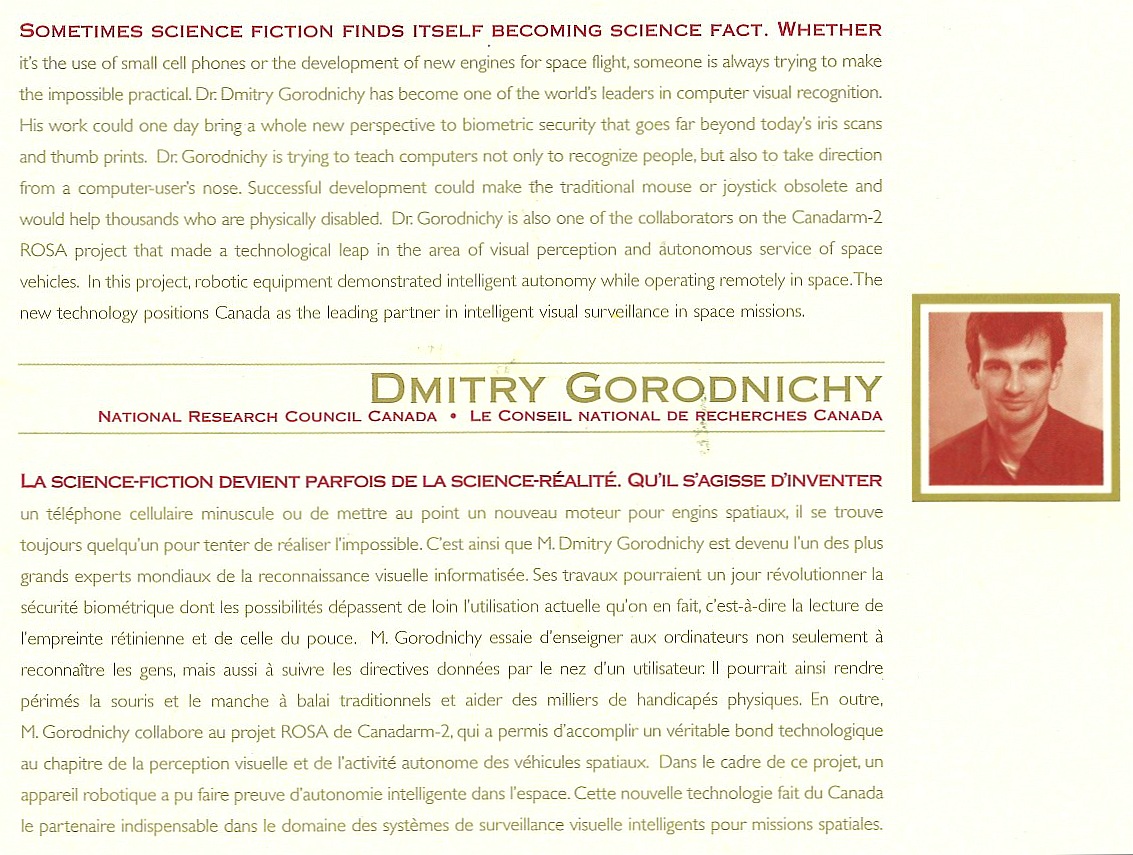 SOMETIMES SCIENCE FICTION FINDS ITSELF BECOMING SCIENCE FACT. WHETHER
it's the use of small cell phones or the development of new engines for space flight, someone is always trying to make
the impossible practical. Dr. Dmitry Gorodnichy has become one of the world's leaders in computer visual recognition.
His work could one day bring a whole new perspective to biometric security that goes far beyond today's iris scans
and thumb prints. Dr. Gorodnichy is trying to teach computers not only to recognize people, but also to take direction
from a computer-user's nose. Successful development could make the traditional mouse or joystick obsolete and
would help thousands who are physically disabled. Dr. Gorodnichy is also one of the collaborators on the Canadarm-2
ROSA project that made a technological leap in the area of visual perception and autonomous service of space
vehicles. In this project, robotic equipment demonstrated intelligent autonomy while operating remotely in space.The
new technology positions Canada as the leading partner in intelligent visual surveillance in space missions.
DMITRY GORODNICHY
NATIONAL RESEARCH COUNCIL CANADA • LE CONSEIL NATIONAL DE RECHERCHES CANADA
LA SCIENCE-FICTION DEVIENT PARFOIS DE LA SCIENCE-RÉALITÉ. QU'IL S'AGISSE D'INVENTER
un téléphone cellulaire minuscule ou de mettre au point un nouveau moteur pour engins spatiaux, il se trouve
toujours quelqu'un pour tenter de réaliser l'impossible. C'est ainsi que M. Dmitry Gorodnichy est devenu l'un des plus
grands experts mondiaux de la reconnaissance visuelle informatisée. Ses travaux pourraient un jour révolutionner la
sécurité biométrique dont les possibilités dépassent de loin l'utilisation actuelle qu'on en fait, c'est-à-dire la lecture de
l'empreinte rétinienne et de celle du pouce. M. Gorodnichy essaie d'enseigner aux ordinateurs non seulement à
reconnaître les gens, mais aussi à suivre les directives données par le nez d'un utilisateur. Il pourrait ainsi rendre
périmés la souris et le manche à balai traditionnels et aider des milliers de handicapés physiques. En outre,
M. Gorodnichy collabore au projet ROSA de Canadarm-2, qui a permis d'accomplir un véritable bond technologique
au chapitre de la perception visuelle et de l'activité autonome des véhicules spatiaux. Dans le cadre de ce projet, un
appareil robotique a pu faire preuve d'autonomie intelligente dans l'espace. Cette nouvelle technologie fait du Canada
le partenaire indispensable dans le domaine des systèmes de surveillance visuelle intelligents pour missions spatiales.